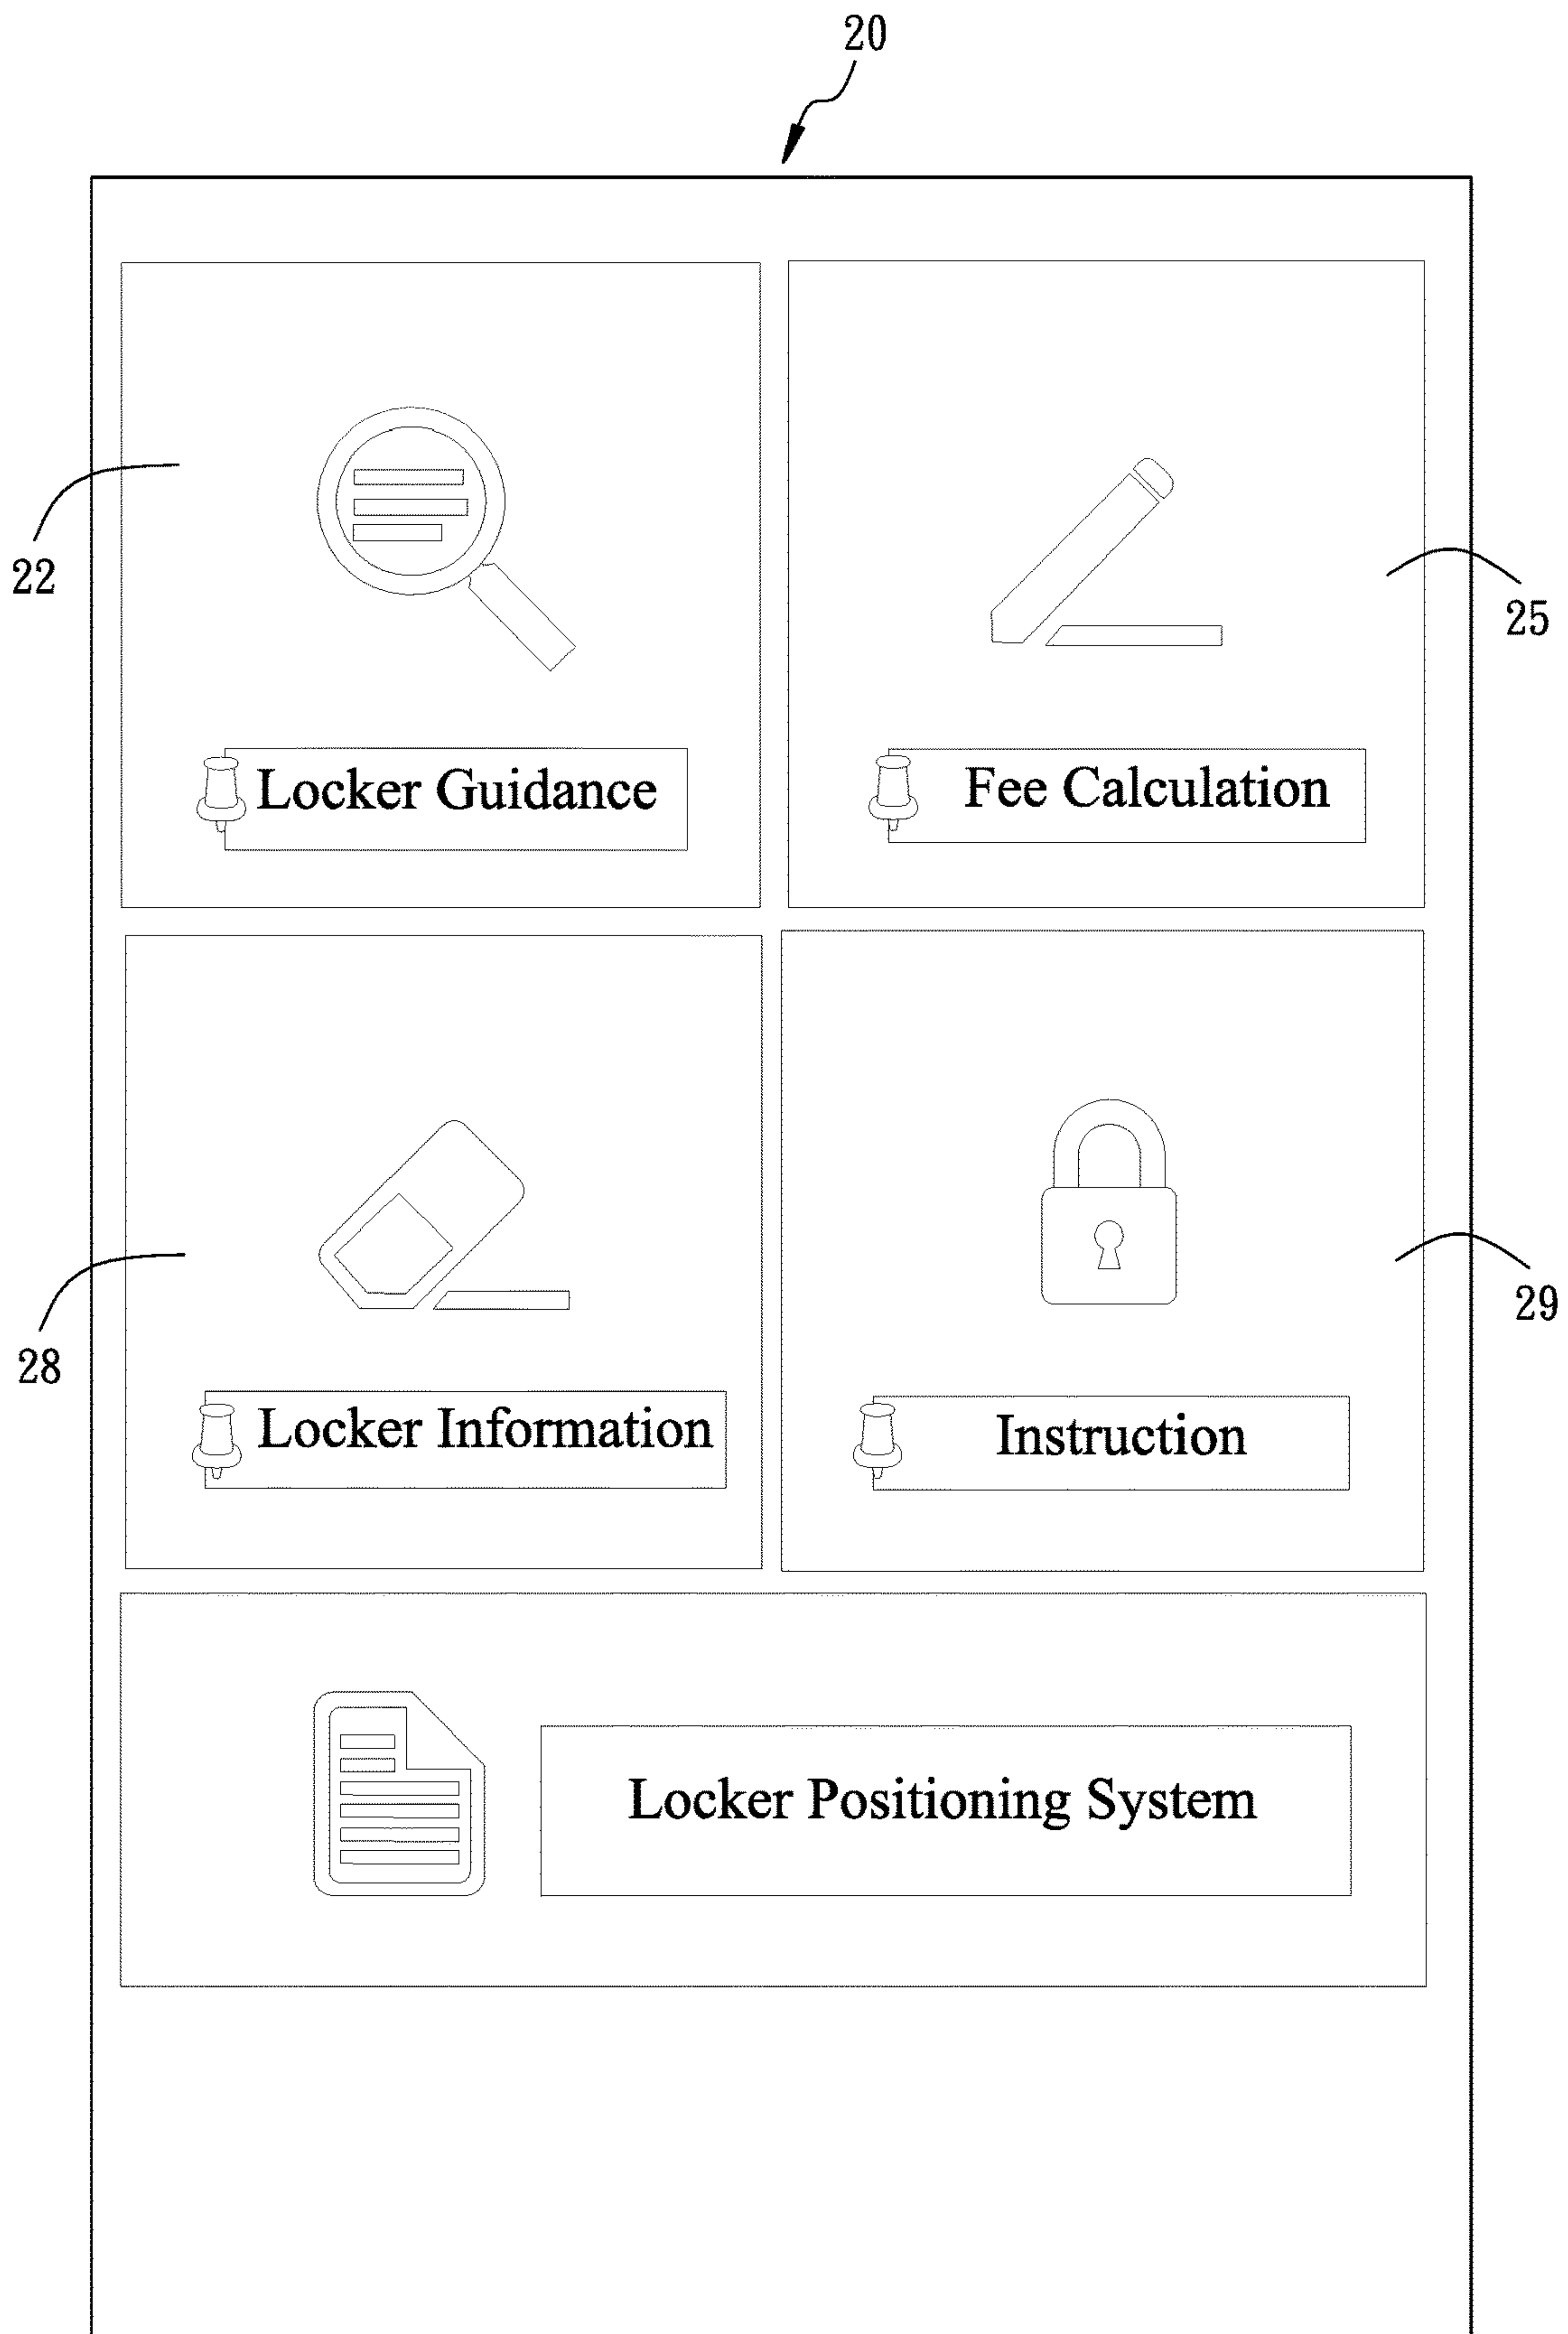 20
22
25
Locker Guidance
Fee Calculation
28
29
Locker Information
Instruction
Locker Positioning System